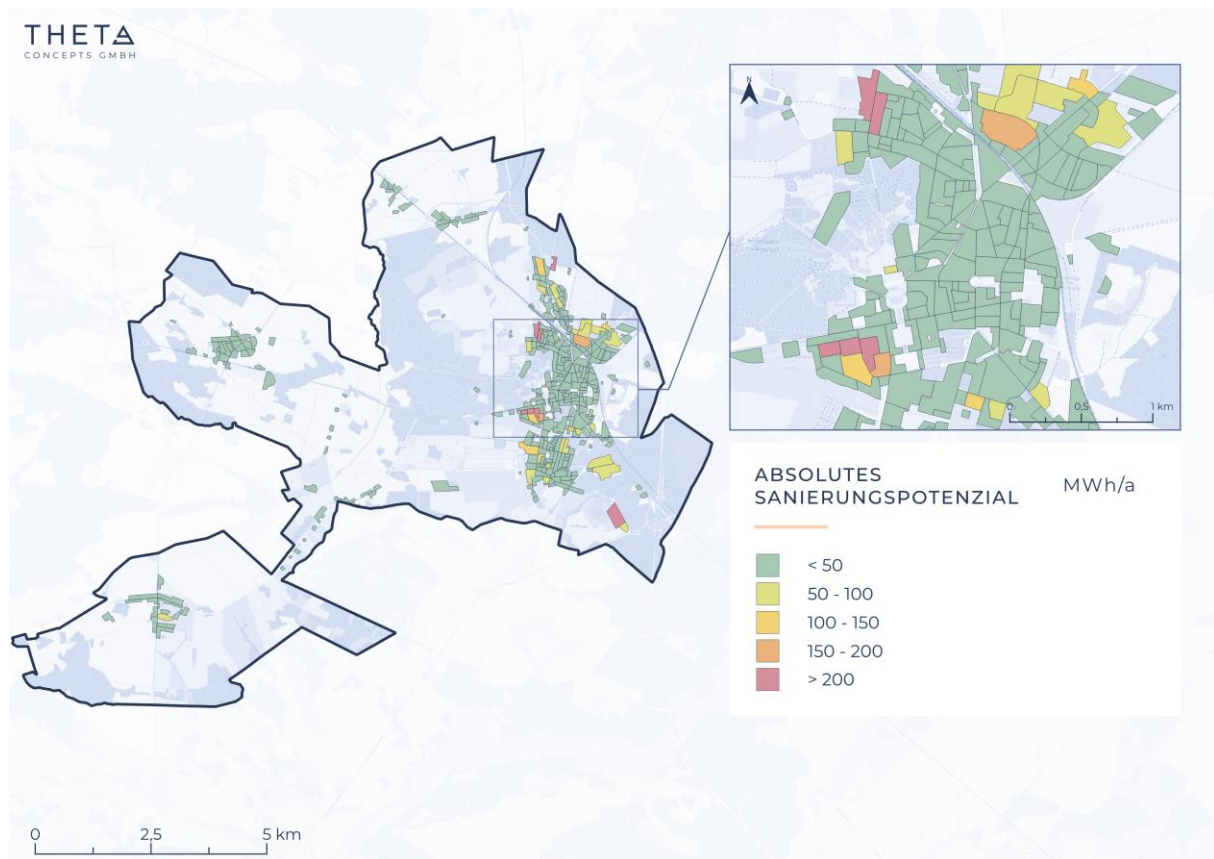 THETA
CONCEPTS GMBH
N
0 0,5 1 km
ABSOLUTES
SANIERUNGSPOTENZIAL
MWh/a
< 50
50 - 100
100 - 150
150 - 200
> 200
0 2,5 5 km